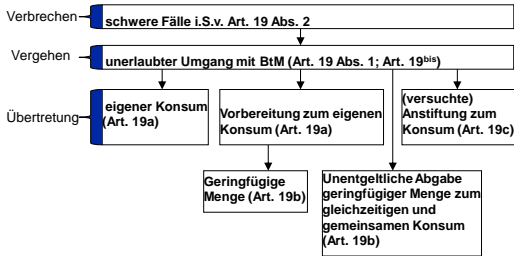 Verbrechen
schwere Fälle i.S.v. Art. 19 Abs. 2
Vergehen
unerlaubter Umgang mit BtM (Art. 19 Abs. 1; Art. 19bis)
Übertretung
eigener Konsum
(Art. 19a)
Vorbereitung zum eigenen
Konsum (Art. 19a)
(versuchte)
Anstiftung zum
Konsum (Art. 19c)
Geringfügige
Menge (Art. 19b)
Unentgeltliche Abgabe
geringfügiger Menge zum
gleichzeitigen und
gemeinsamen Konsum
(Art. 19b)